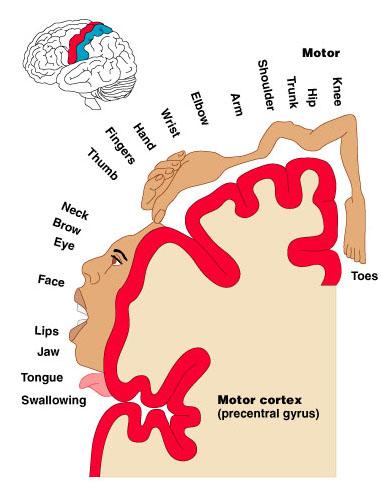 Motor
Knee
Hip
Trunk
Shoulder
Arm
Elbow
Wrist
Hand
Fingers
Thumb
Neck
Brow
Eye
Face
Lips
Jaw
Tongue
Swallowing
Toes
Motor cortex
(precentral gyrus)